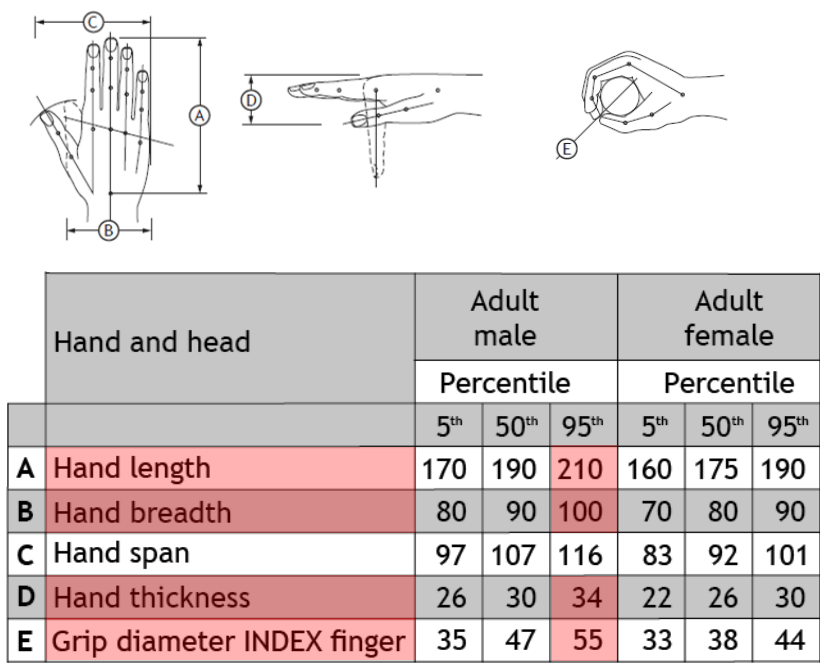 C
A
B
D
E
Hand and head
Adult male
Adult female
Percentile
Percentile
5th 50th 95th 5th 50th 95th
A Hand length 170 190 210 160 175 190
B Hand breadth 80 90 100 70 80 90
C Hand span 97 107 116 83 92 101
D Hand thickness 26 30 34 22 26 30
E Grip diameter INDEX finger 35 47 55 33 38 44